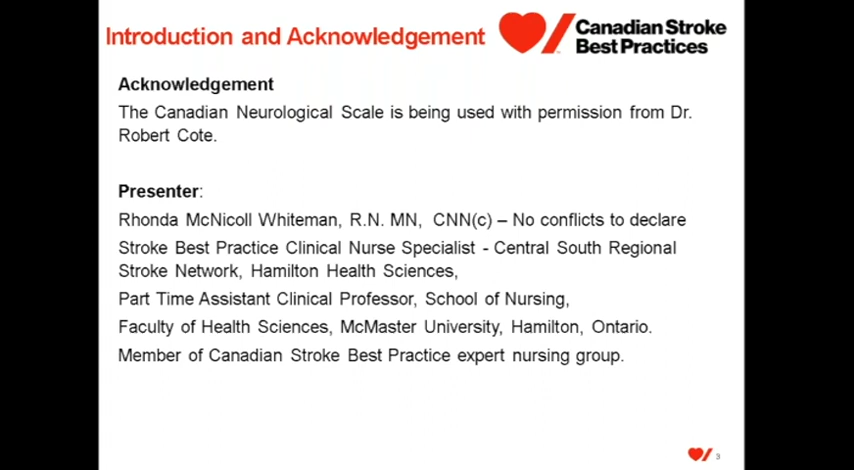 Introduction and Acknowledgement
Canadian Stroke
Best Practices
Acknowledgement
The Canadian Neurological Scale is being used with permission from Dr.
Robert Cote.
Presenter:
Rhonda McNicoll Whiteman, R.N. MN, CNN(c) – No conflicts to declare
Stroke Best Practice Clinical Nurse Specialist - Central South Regional
Stroke Network, Hamilton Health Sciences,
Part Time Assistant Clinical Professor, School of Nursing,
Faculty of Health Sciences, McMaster University, Hamilton, Ontario.
Member of Canadian Stroke Best Practice expert nursing group.
3